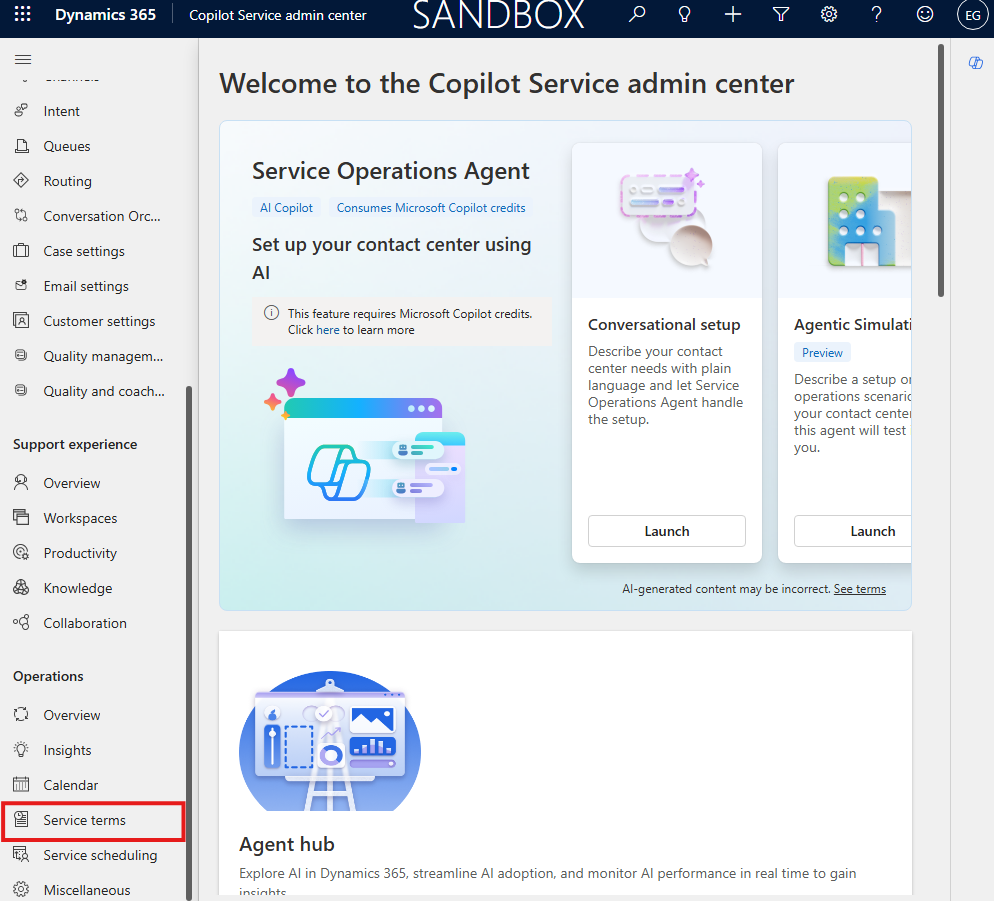 Dynamics 365
Copilot Service admin center
SANDBOX
EG
Channels
Intent
Queues
Routing
Conversation Orc...
Case settings
Email settings
Customer settings
Quality managem...
Quality and coach...
Support experience
Overview
Workspaces
Productivity
Knowledge
Collaboration
Operations
Overview
Insights
Calendar
Service terms
Service scheduling
Miscellaneous
Welcome to the Copilot Service admin center
Service Operations Agent
AI Copilot
Consumes Microsoft Copilot credits
Set up your contact center using
AI
This feature requires Microsoft Copilot credits.
Click here to learn more
Conversational setup
Describe your contact
center needs with plain
language and let Service
Operations Agent handle
the setup.
Launch
Agentic Simulati
Preview
Describe a setup or
operations scenario
your contact center
this agent will test
you.
Launch
AI-generated content may be incorrect. See terms
Agent hub
Explore AI in Dynamics 365, streamline AI adoption, and monitor AI performance in real time to gain
insights